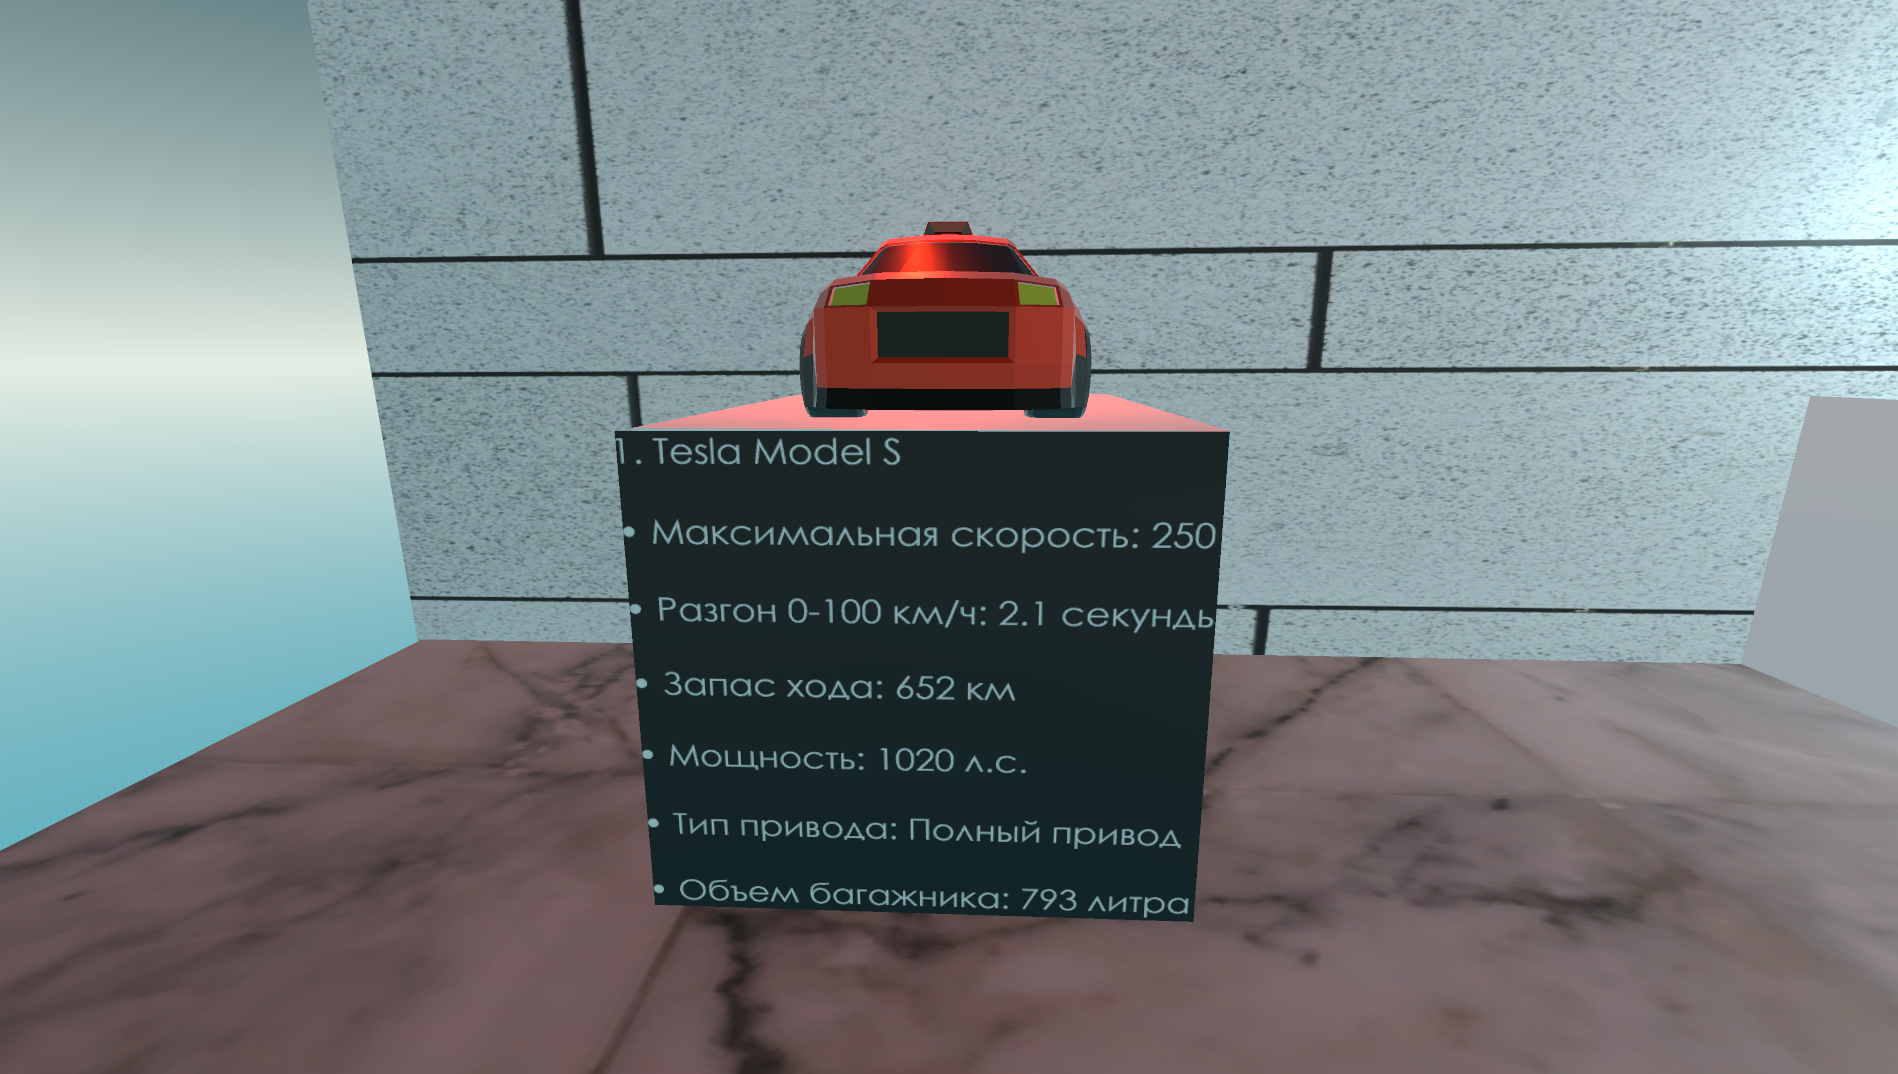 1. Tesla Model S
• Максимальная скорость: 250
• Разгон 0-100 км/ч: 2.1 секунды
• Запас хода: 652 км
• Мощность: 1020 л.с.
• Тип привода: Полный привод
• Объем багажника: 793 литра